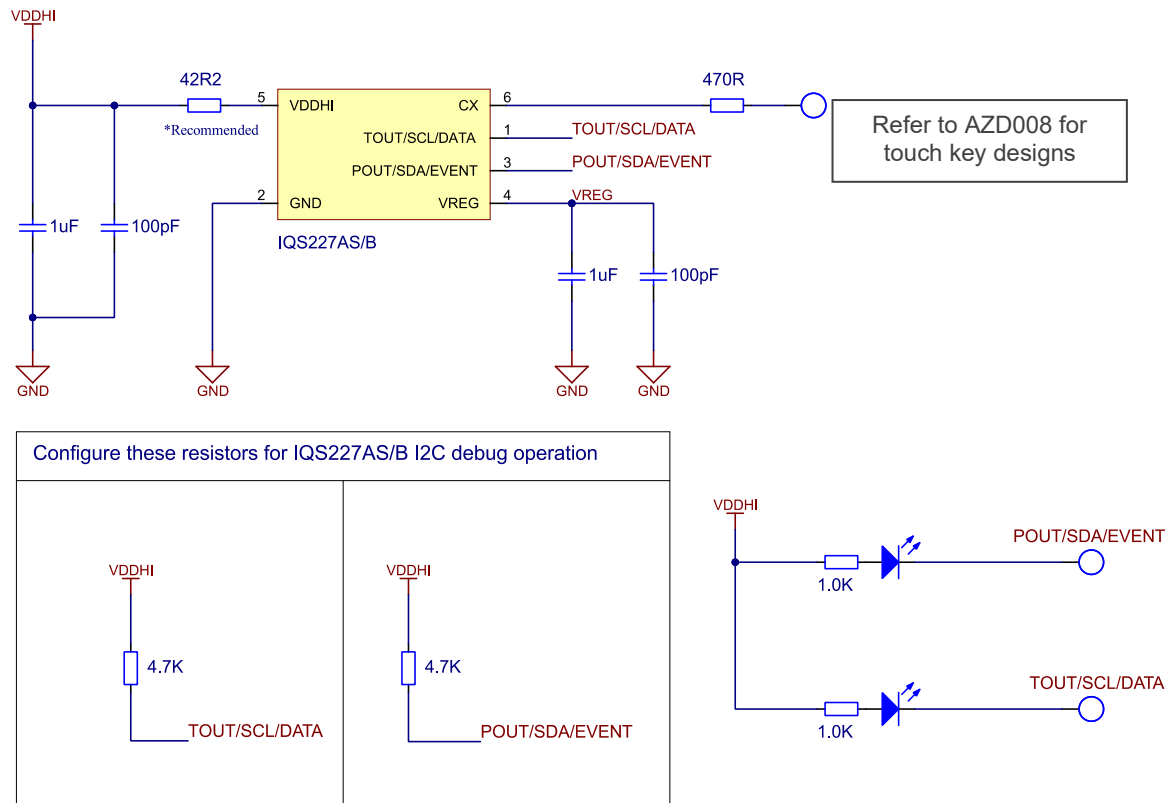 VDDHI
42R2
*Recommended
5
VDDHI
CX
6
470R
TOUT/SCL/DATA
1
TOUT/SCL/DATA
POUT/SDA/EVENT
3
POUT/SDA/EVENT
2
GND
VREG
4
VREG
IQS227AS/B
Refer to AZD008 for
touch key designs
1uF
100pF
1uF
100pF
GND
GND
GND
GND
Configure these resistors for IQS227AS/B I2C debug operation
VDDHI
4.7K
TOUT/SCL/DATA
VDDHI
4.7K
POUT/SDA/EVENT
VDDHI
POUT/SDA/EVENT
1.0K
TOUT/SCL/DATA
1.0K